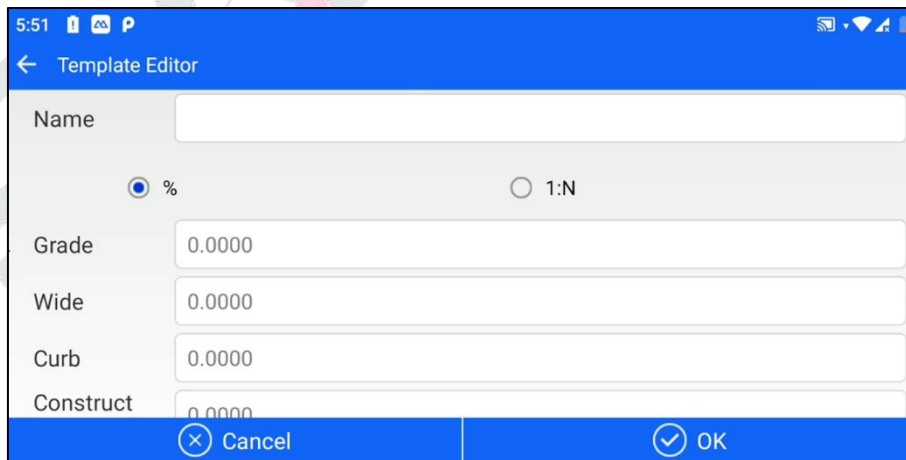 5:51
Template Editor
Name
% 1:N
Grade 0.0000
Wide 0.0000
Curb 0.0000
Construct 0.0000
Cancel OK